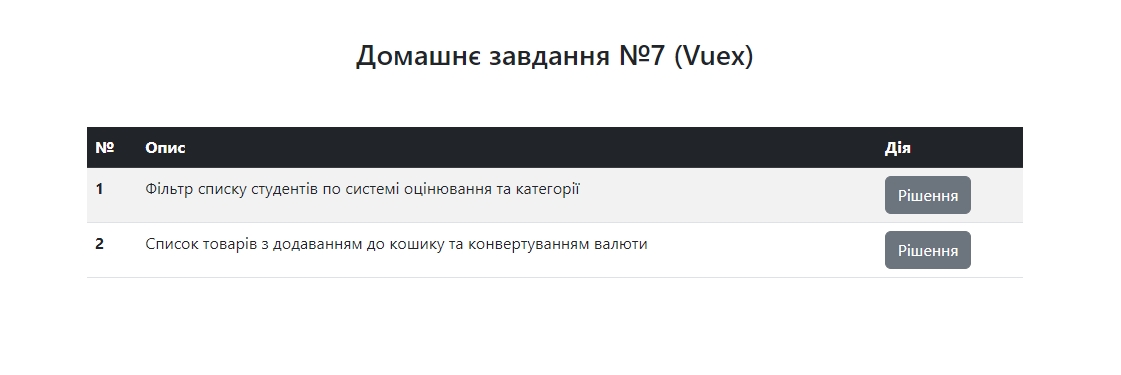 Домашнє завдання №7 (Vuex)
№ Опис Дія
1 Фільтр списку студентів по системі оцінювання та категорії Рішення
2 Список товарів з додаванням до кошику та конвертуванням валюти Рішення